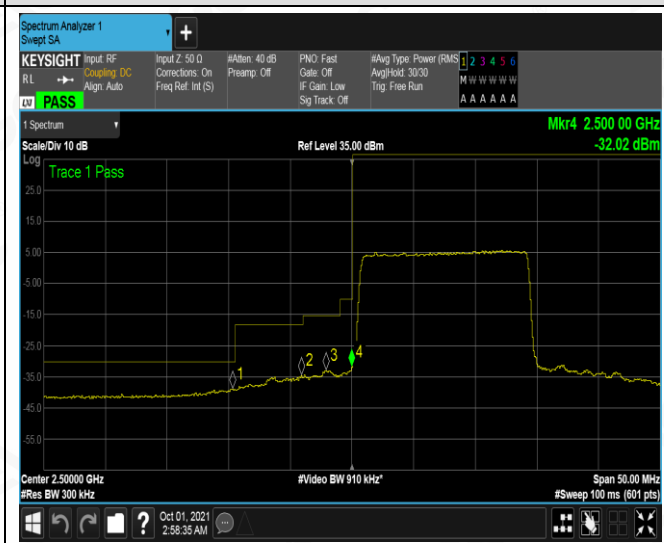 Spectrum Analyzer 1
Swept SA
+
KEYSIGHT
RL
LXI
PASS
Input: RF
Coupling: DC
Align: Auto
Input Z: 50 Ω
Corrections: On
Freq Ref: Int (S)
#Atten: 40 dB
Preamp: Off
PNO: Fast
Gate: Off
IF Gain: Low
Sig Track: Off
#Avg Type: Power (RMS
Avg|Hold: 30/30
Trig: Free Run
1 2 3 4 5 6
M W W W W W
A A A A A A
1 Spectrum
Scale/Div 10 dB
Ref Level 35.00 dBm
Mkr4 2.500 00 GHz
-32.02 dBm
Log
Trace 1 Pass
25.0
15.0
5.00
-5.00
-15.0
-25.0
-35.0
-45.0
-55.0
1
2
3
4
Center 2.50000 GHz
#Res BW 300 kHz
#Video BW 910 kHz*
Span 50.00 MHz
#Sweep 100 ms (601 pts)
?
Oct 01, 2021
2:58:35 AM